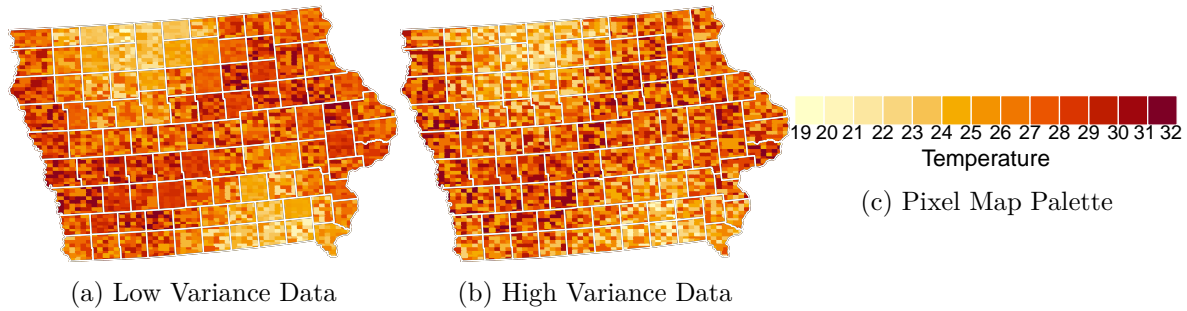 19 20 21 22 23 24 25 26 27 28 29 30 31 32
Temperature
(c) Pixel Map Palette
(a) Low Variance Data
(b) High Variance Data